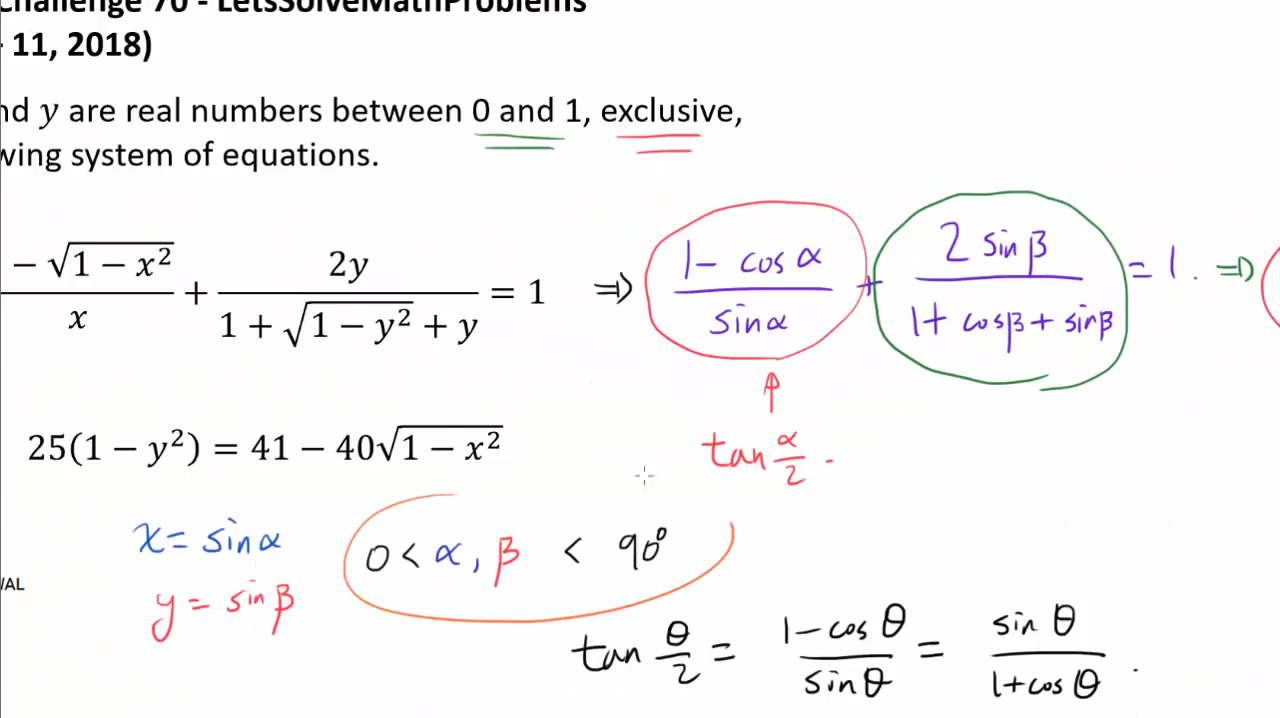 Challenge 70 - LetsSolveMathProblems
11, 2018)
nd y are real numbers between 0 and 1, exclusive,
wing system of equations.
−√(1 − x²) / x + 2y / (1 + √(1 − y²) + y) = 1 ⇒ (1 − cos α) / sin α + 2 sin β / (1 + cos β + sin β) = 1. ⇒
↑
tan α/2 .
25(1 − y²) = 41 − 40√(1 − x²)
x = sin α
0 < α, β < 90°
y = sin β
VAL
tan θ/2 = (1 − cos θ) / sin θ = sin θ / (1 + cos θ) .